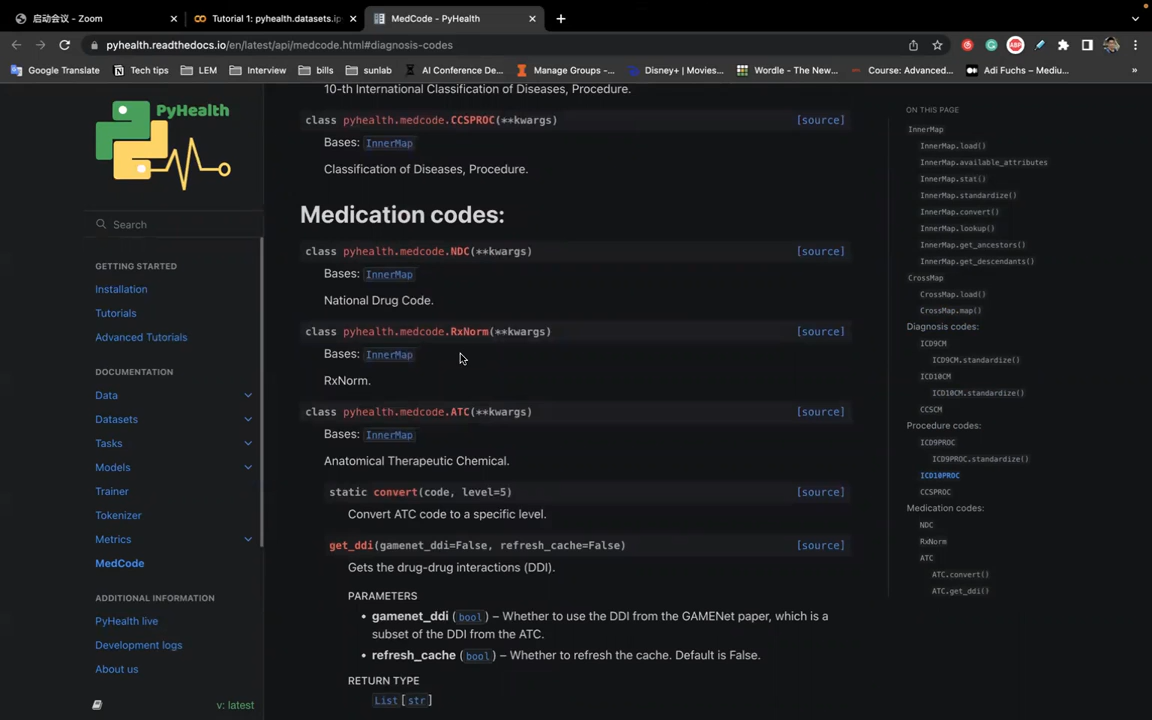 启动会议 - Zoom
Tutorial 1: pyhealth.datasets.ip
MedCode - PyHealth
pyhealth.readthedocs.io/en/latest/api/medcode.html#diagnosis-codes
Google Translate
Tech tips
LEM
Interview
bills
sunlab
AI Conference De...
Manage Groups -...
Disney+ | Movies...
Wordle - The New...
Course: Advanced...
Adi Fuchs – Mediu...
PyHealth
Search
GETTING STARTED
Installation
Tutorials
Advanced Tutorials
DOCUMENTATION
Data
Datasets
Tasks
Models
Trainer
Tokenizer
Metrics
MedCode
ADDITIONAL INFORMATION
PyHealth live
Development logs
About us
v: latest
10-th International Classification of Diseases, Procedure.
class pyhealth.medcode.CCSPROC(**kwargs) [source]
Bases: InnerMap
Classification of Diseases, Procedure.
Medication codes:
class pyhealth.medcode.NDC(**kwargs) [source]
Bases: InnerMap
National Drug Code.
class pyhealth.medcode.RxNorm(**kwargs) [source]
Bases: InnerMap
RxNorm.
class pyhealth.medcode.ATC(**kwargs) [source]
Bases: InnerMap
Anatomical Therapeutic Chemical.
static convert(code, level=5) [source]
Convert ATC code to a specific level.
get_ddi(gamenet_ddi=False, refresh_cache=False) [source]
Gets the drug-drug interactions (DDI).
PARAMETERS
• gamenet_ddi (bool) – Whether to use the DDI from the GAMENet paper, which is a
subset of the DDI from the ATC.
• refresh_cache (bool) – Whether to refresh the cache. Default is False.
RETURN TYPE
List[str]
ON THIS PAGE
InnerMap
InnerMap.load()
InnerMap.available_attributes
InnerMap.stat()
InnerMap.standardize()
InnerMap.convert()
InnerMap.lookup()
InnerMap.get_ancestors()
InnerMap.get_descendants()
CrossMap
CrossMap.load()
CrossMap.map()
Diagnosis codes:
ICD9CM
ICD9CM.standardize()
ICD10CM
ICD10CM.standardize()
CCSCM
Procedure codes:
ICD9PROC
ICD9PROC.standardize()
ICD10PROC
CCSPROC
Medication codes:
NDC
RxNorm
ATC
ATC.convert()
ATC.get_ddi()